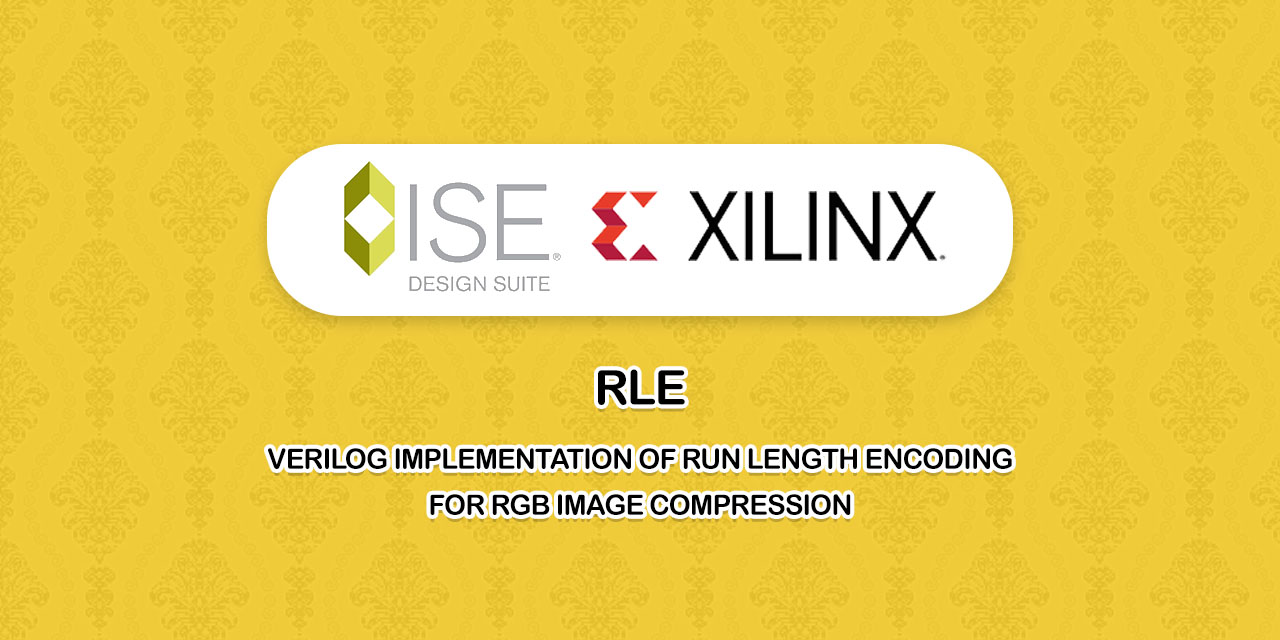 ISE® XILINX®
DESIGN SUITE
RLE
VERILOG IMPLEMENTATION OF RUN LENGTH ENCODING
FOR RGB IMAGE COMPRESSION